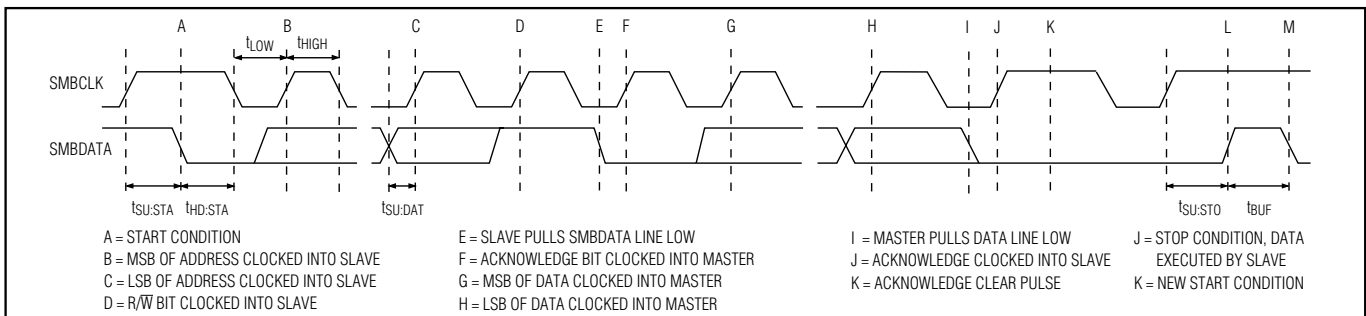 A B C D E F G H I J K L M
tLOW tHIGH
SMBCLK
SMBDATA
tSU:STA tHD:STA tSU:DAT tSU:STO tBUF
A = START CONDITION
B = MSB OF ADDRESS CLOCKED INTO SLAVE
C = LSB OF ADDRESS CLOCKED INTO SLAVE
D = R/W̅ BIT CLOCKED INTO SLAVE
E = SLAVE PULLS SMBDATA LINE LOW
F = ACKNOWLEDGE BIT CLOCKED INTO MASTER
G = MSB OF DATA CLOCKED INTO MASTER
H = LSB OF DATA CLOCKED INTO MASTER
I = MASTER PULLS DATA LINE LOW
J = ACKNOWLEDGE CLOCKED INTO SLAVE
K = ACKNOWLEDGE CLEAR PULSE
J = STOP CONDITION, DATA
EXECUTED BY SLAVE
K = NEW START CONDITION